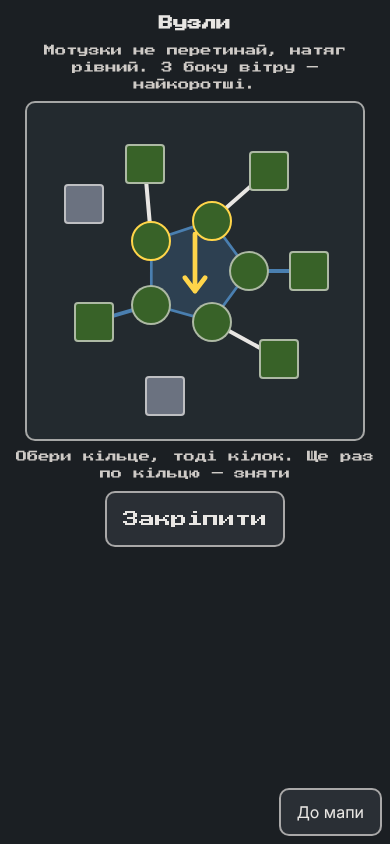 Вузли
Мотузки не перетинай, натяг
рівний. З боку вітру —
найкоротші.
Обери кільце, тоді кілок. Ще раз
по кільцю — зняти
Закріпити
До мапи